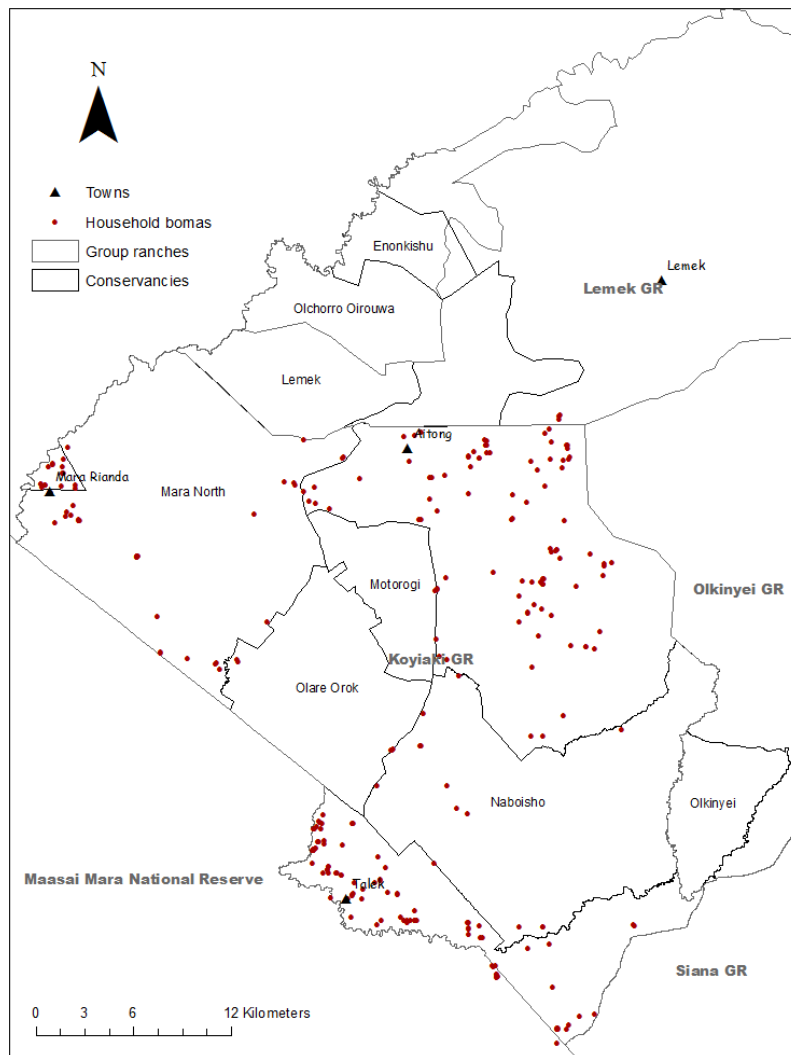 N
Towns
Household bomas
Group ranches
Conservancies
Enonkishu
Lemek
Lemek GR
Olchorro Oirouwa
Lemek
Aitong
Mara Rianda
Mara North
Motorogi
Olkinyei GR
Koyiaki GR
Olare Orok
Naboisho
Olkinyei
Maasai Mara National Reserve
Talek
Siana GR
0 3 6 12 Kilometers